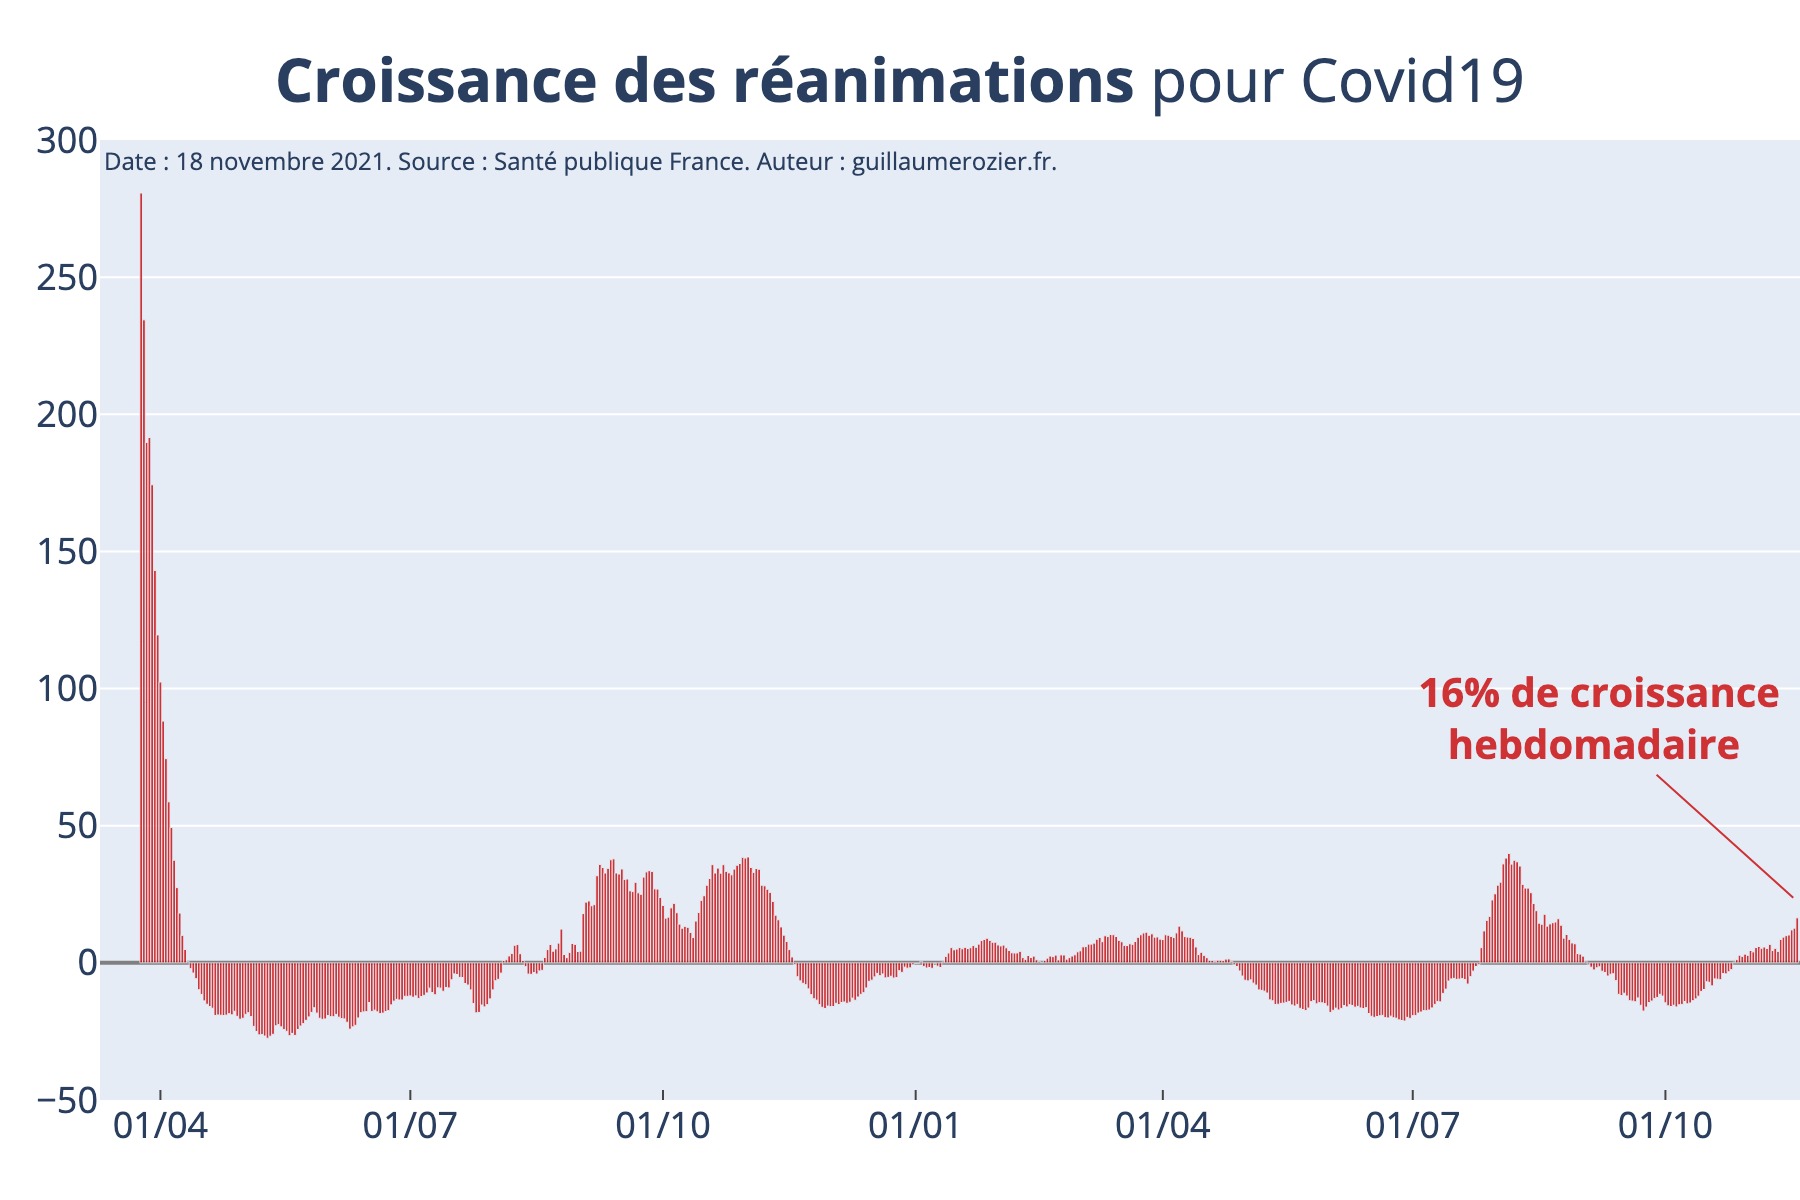 Croissance des réanimations pour Covid19
300
Date : 18 novembre 2021. Source : Santé publique France. Auteur : guillaumerozier.fr.
250
200
150
100
16% de croissance
hebdomadaire
50
0
−50
01/04 01/07 01/10 01/01 01/04 01/07 01/10